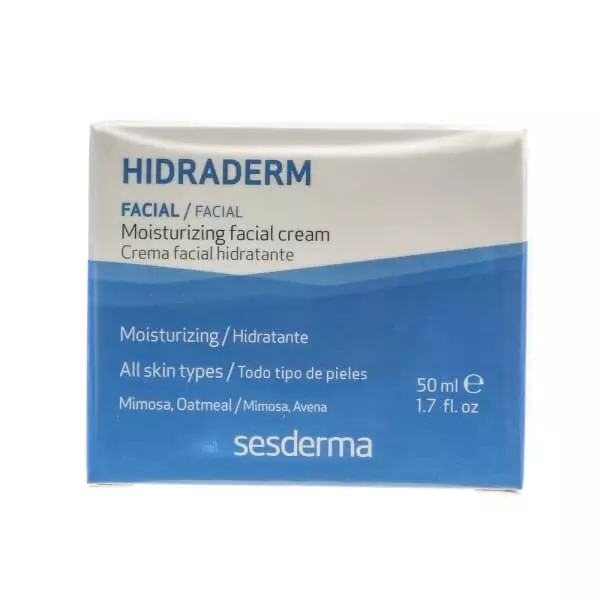 HIDRADERM
FACIAL / FACIAL
Moisturizing facial cream
Crema facial hidratante
Moisturizing / Hidratante
All skin types / Todo tipo de pieles
Mimosa, Oatmeal / Mimosa, Avena
50 ml ℮
1.7 fl. oz
sesderma